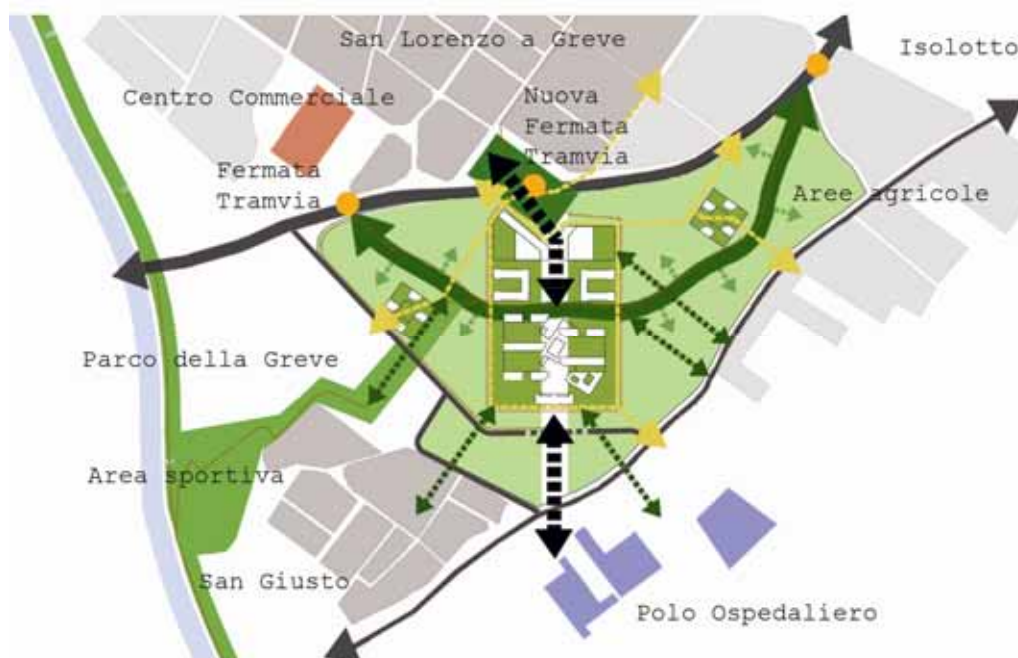 San Lorenzo a Greve
Isolotto
Centro Commerciale
Nuova
Fermata
Tramvia
Fermata
Tramvia
Aree agricole
Parco della Greve
Area sportiva
San Giusto
Polo Ospedaliero